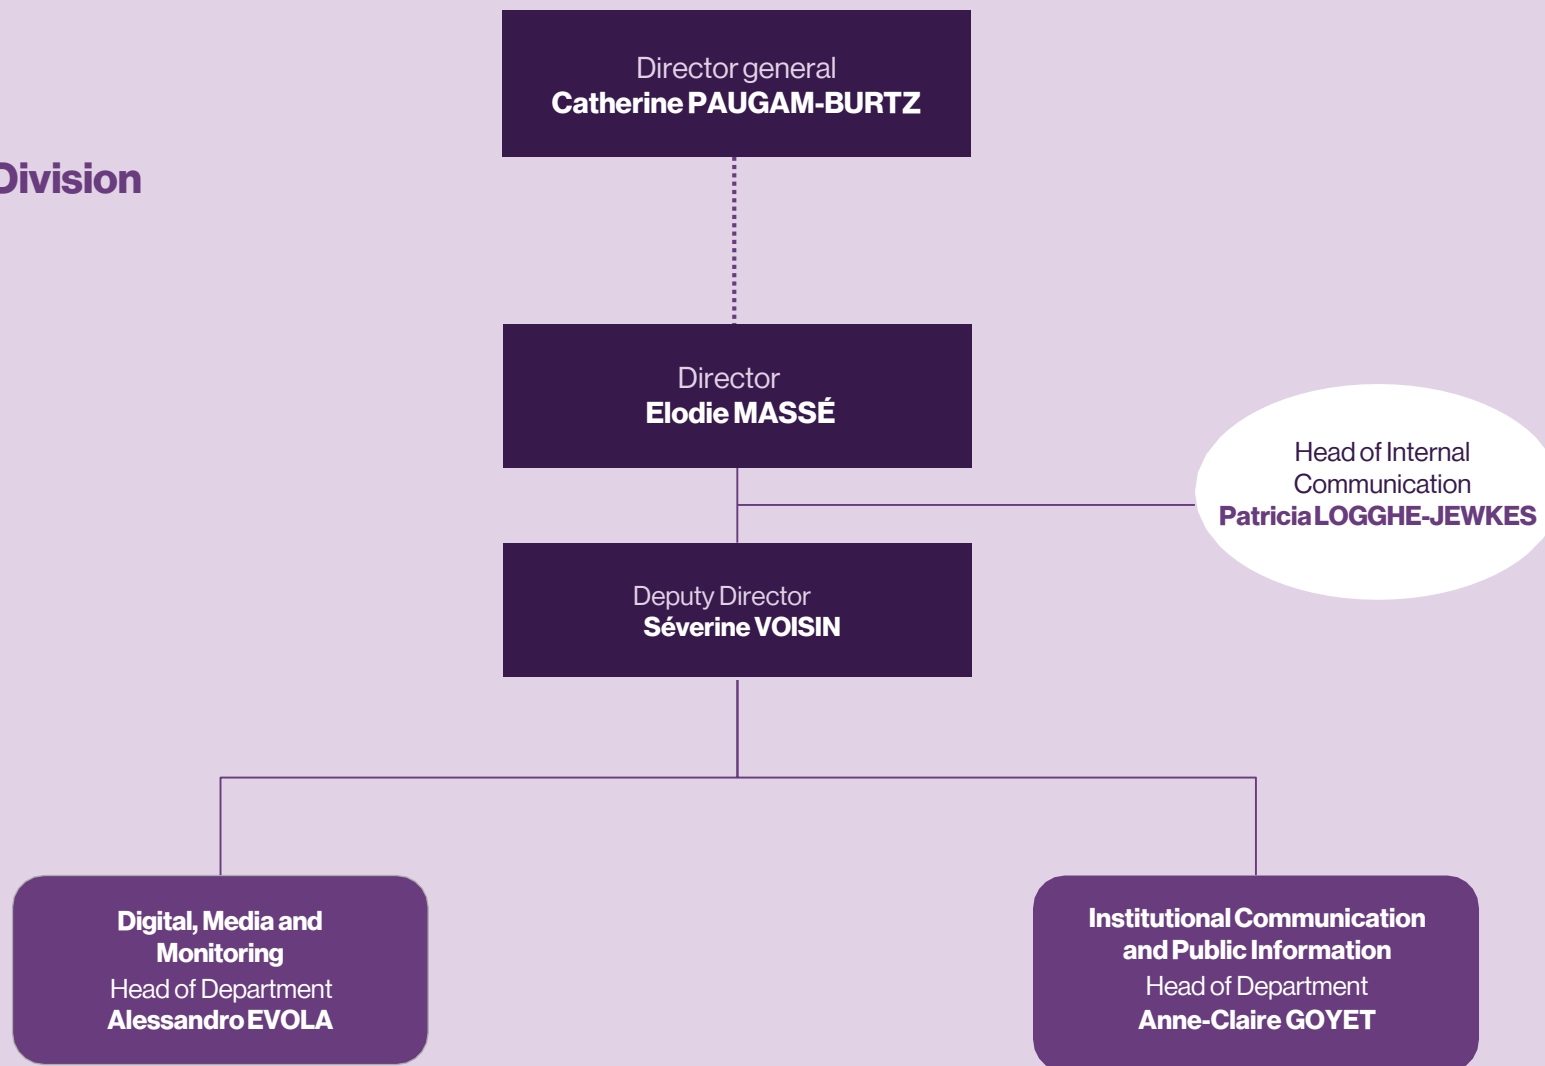 Director general
Catherine PAUGAM-BURTZ
Division
Director
Elodie MASSÉ
Head of Internal
Communication
Patricia LOGGHE-JEWKES
Deputy Director
Séverine VOISIN
Digital, Media and
Monitoring
Head of Department
Alessandro EVOLA
Institutional Communication
and Public Information
Head of Department
Anne-Claire GOYET